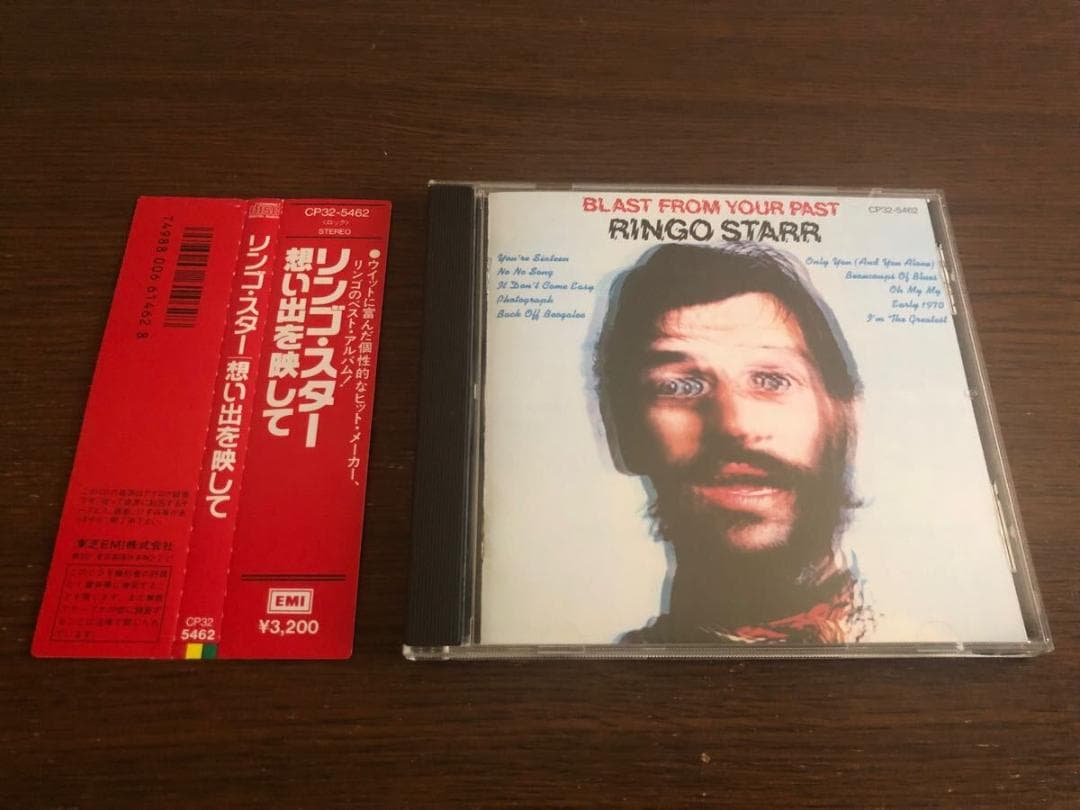 T4988 006 61462 8
東芝EMI株式会社
COMPACT disc
リンゴ・スター│想い出を映して
CP32
5462
CP32-5462
〈ロック〉
STEREO
●ウイットに富んだ個性的なヒット・メーカー、
リンゴのベスト・アルバム!
リンゴ・スター
想い出を映して
EMI
¥3,200
BLAST FROM YOUR PAST
CP32-5462
RINGO STARR
You're Sixteen
No No Song
It Don't Come Easy
Photograph
Back Off Boogaloo
Only You (And You Alone)
Beaucoups Of Blues
Oh My My
Early 1970
I'm The Greatest